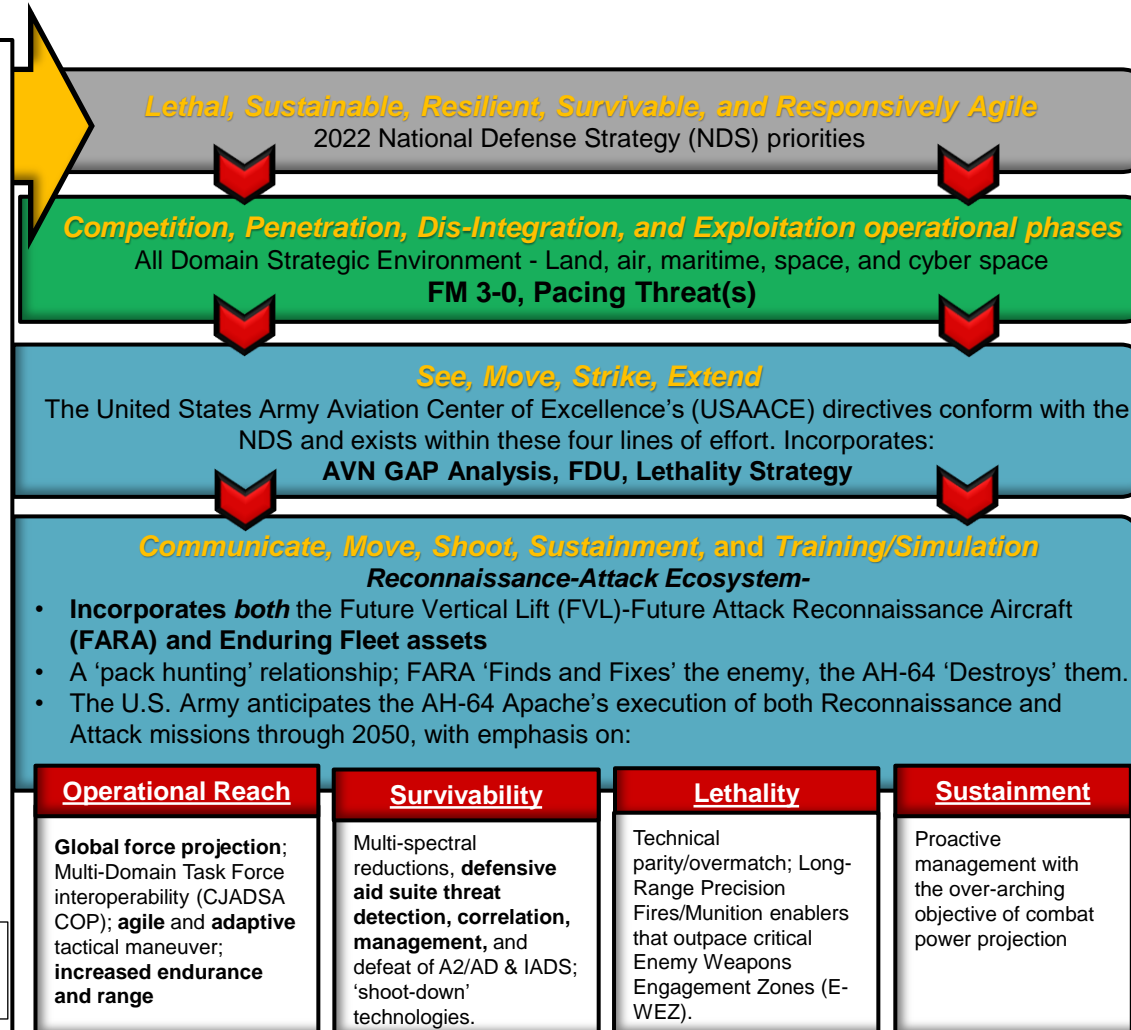 Lethal, Sustainable, Resilient, Survivable, and Responsively Agile
2022 National Defense Strategy (NDS) priorities
Competition, Penetration, Dis-Integration, and Exploitation operational phases
All Domain Strategic Environment - Land, air, maritime, space, and cyber space
FM 3-0, Pacing Threat(s)
See, Move, Strike, Extend
The United States Army Aviation Center of Excellence's (USAACE) directives conform with the
NDS and exists within these four lines of effort. Incorporates:
AVN GAP Analysis, FDU, Lethality Strategy
Communicate, Move, Shoot, Sustainment, and Training/Simulation
Reconnaissance-Attack Ecosystem-
• Incorporates both the Future Vertical Lift (FVL)-Future Attack Reconnaissance Aircraft
(FARA) and Enduring Fleet assets
• A 'pack hunting' relationship; FARA 'Finds and Fixes' the enemy, the AH-64 'Destroys' them.
• The U.S. Army anticipates the AH-64 Apache's execution of both Reconnaissance and
Attack missions through 2050, with emphasis on:
Operational Reach
Global force projection;
Multi-Domain Task Force
interoperability (CJADSA
COP); agile and adaptive
tactical maneuver;
increased endurance
and range
Survivability
Multi-spectral
reductions, defensive
aid suite threat
detection, correlation,
management, and
defeat of A2/AD & IADS;
'shoot-down'
technologies.
Lethality
Technical
parity/overmatch; Long-
Range Precision
Fires/Munition enablers
that outpace critical
Enemy Weapons
Engagement Zones (E-
WEZ).
Sustainment
Proactive
management with
the over-arching
objective of combat
power projection